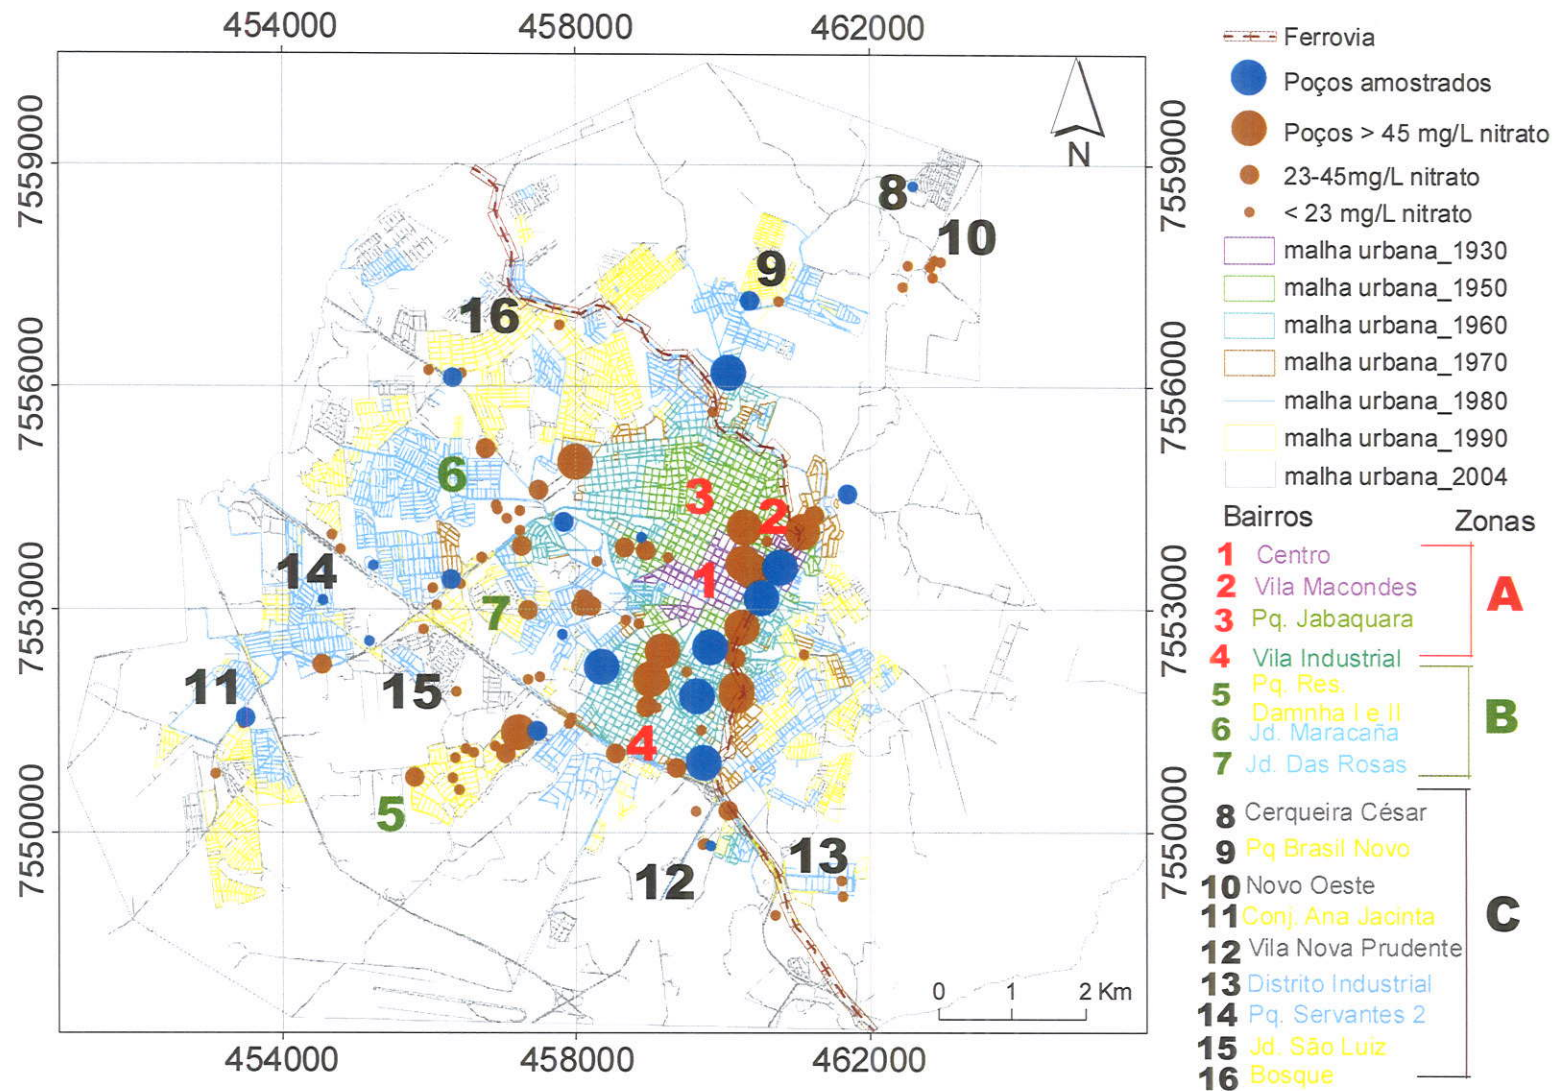 454000 458000 462000
7559000
7556000
7553000
7550000
N
7559000
7556000
7553000
7550000
8
10
9
16
6
3
2
14
1
7
11
15
4
5
12
13
0 1 2 Km
454000 458000 462000
Ferrovia
Poços amostrados
Poços > 45 mg/L nitrato
23-45mg/L nitrato
< 23 mg/L nitrato
malha urbana_1930
malha urbana_1950
malha urbana_1960
malha urbana_1970
malha urbana_1980
malha urbana_1990
malha urbana_2004
Bairros Zonas
1 Centro
2 Vila Macondes
3 Pq. Jabaquara
4 Vila Industrial
A
5 Pq. Res.
Damnha I e II
6 Jd. Maracaña
7 Jd. Das Rosas
B
8 Cerqueira César
9 Pq Brasil Novo
10 Novo Oeste
11 Conj. Ana Jacinta
12 Vila Nova Prudente
13 Distrito Industrial
14 Pq. Servantes 2
15 Jd. São Luiz
16 Bosque
C